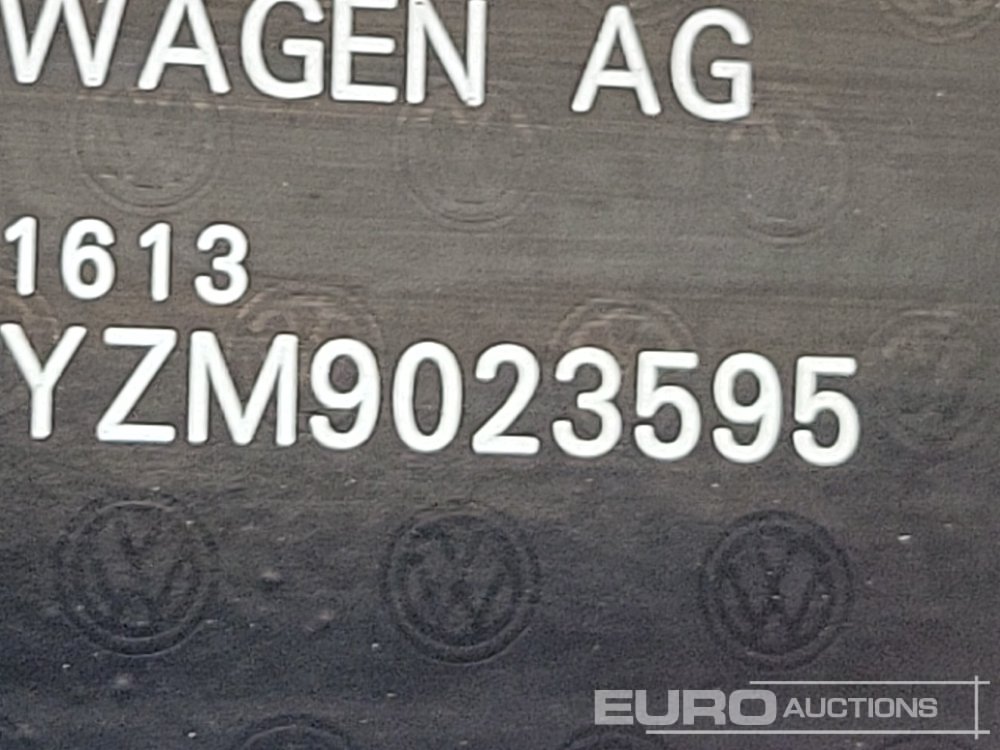 WAGEN AG
1613
YZM9023595
EURO AUCTIONS